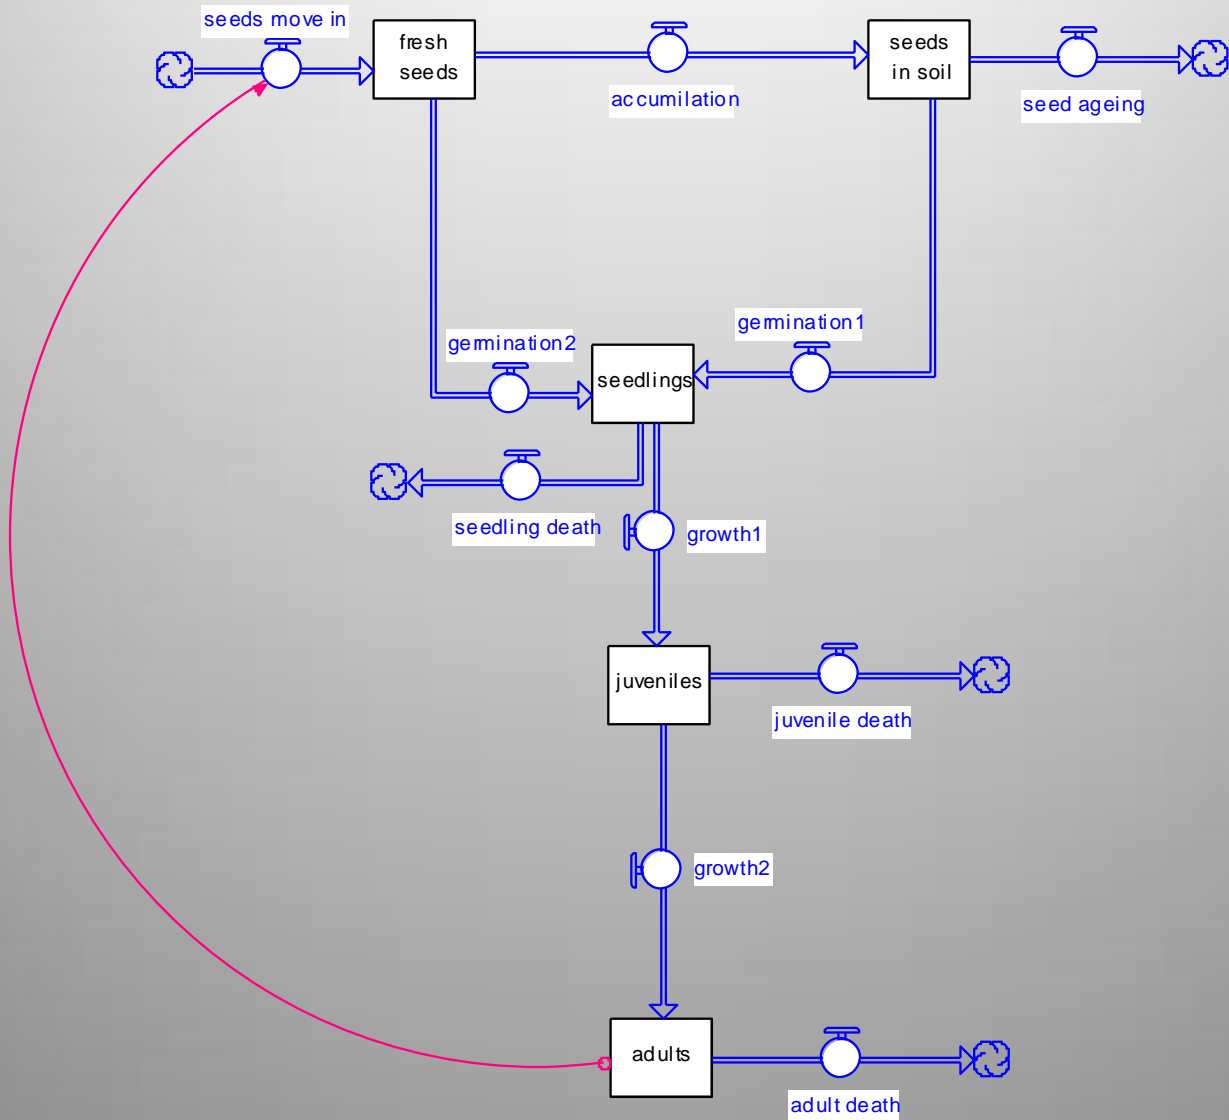 seeds move in
fresh
seeds
accumilation
seeds
in soil
seed ageing
germination2
germination1
seedlings
seedling death
growth1
juveniles
juvenile death
growth2
adults
adult death